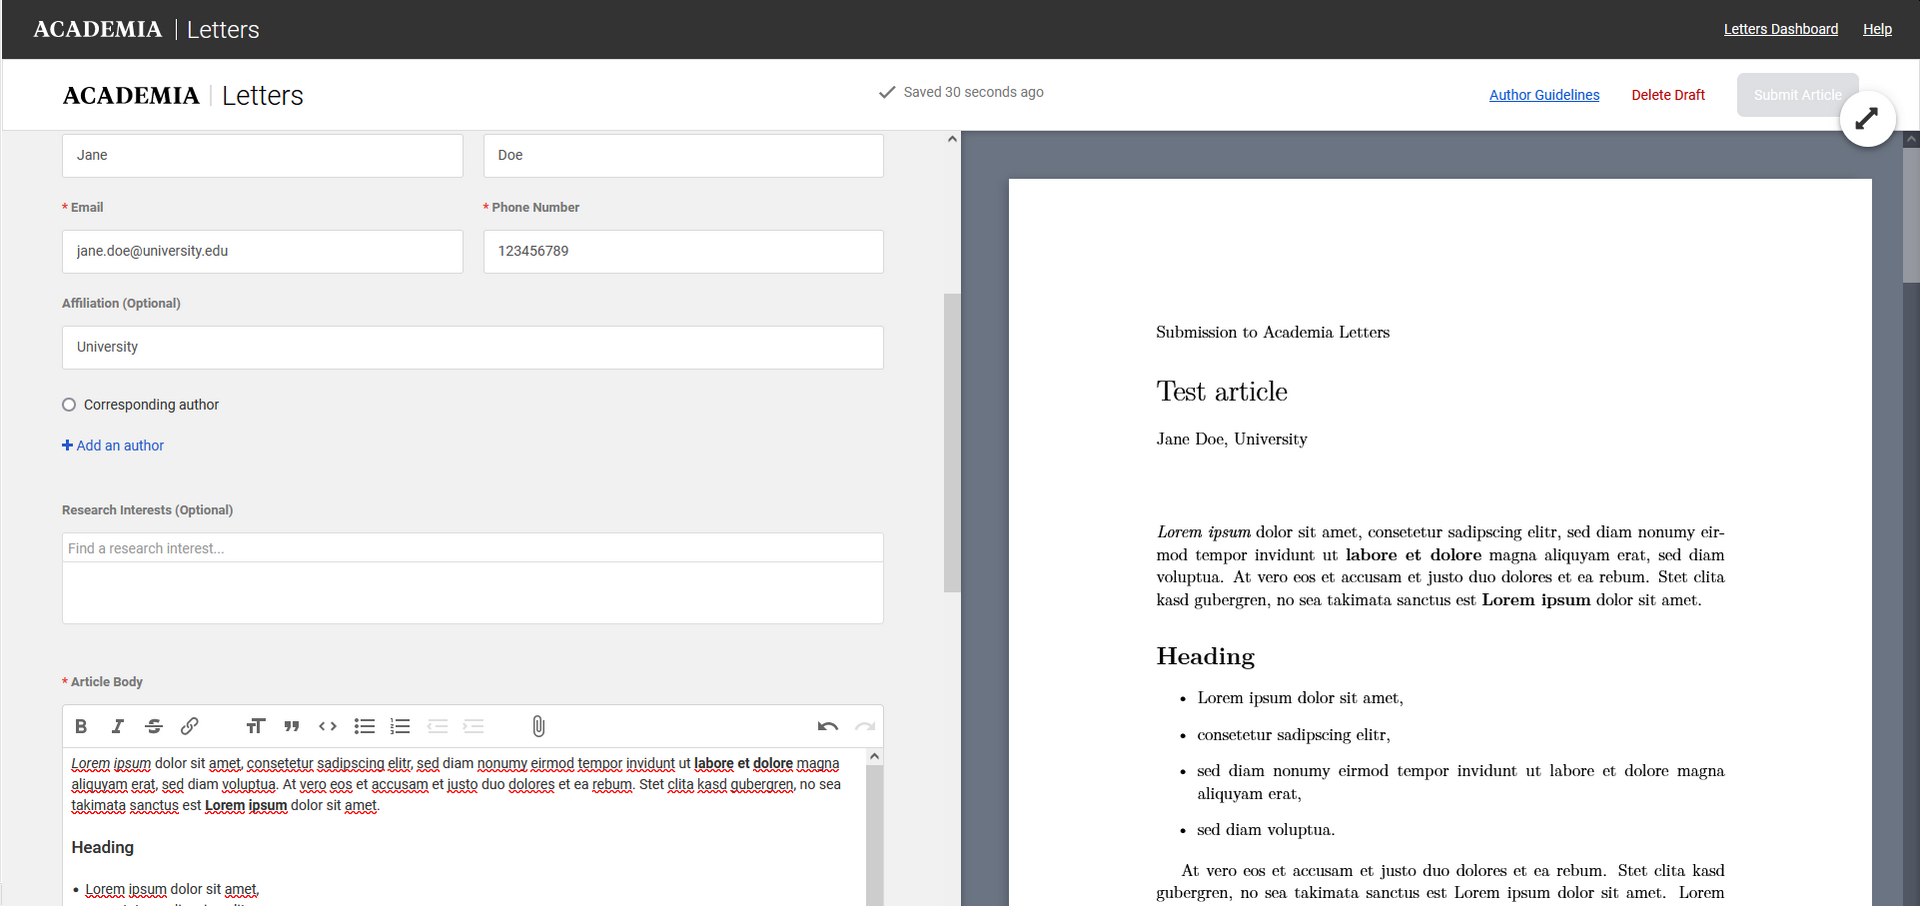 ACADEMIA | Letters
Letters Dashboard
Help
ACADEMIA | Letters
Saved 30 seconds ago
Author Guidelines
Delete Draft
Submit Article
Jane
Doe
* Email
* Phone Number
jane.doe@university.edu
123456789
Affiliation (Optional)
University
Corresponding author
+ Add an author
Research Interests (Optional)
Find a research interest...
* Article Body
B I S
Lorem ipsum dolor sit amet, consetetur sadipscing elitr, sed diam nonumy eirmod tempor invidunt ut labore et dolore magna
aliquyam erat, sed diam voluptua. At vero eos et accusam et justo duo dolores et ea rebum. Stet clita kasd gubergren, no sea
takimata sanctus est Lorem ipsum dolor sit amet.
Heading
• Lorem ipsum dolor sit amet,
Submission to Academia Letters
Test article
Jane Doe, University
Lorem ipsum dolor sit amet, consetetur sadipscing elitr, sed diam nonumy eir-
mod tempor invidunt ut labore et dolore magna aliquyam erat, sed diam
voluptua. At vero eos et accusam et justo duo dolores et ea rebum. Stet clita
kasd gubergren, no sea takimata sanctus est Lorem ipsum dolor sit amet.
Heading
• Lorem ipsum dolor sit amet,
• consetetur sadipscing elitr,
• sed diam nonumy eirmod tempor invidunt ut labore et dolore magna
aliquyam erat,
• sed diam voluptua.
At vero eos et accusam et justo duo dolores et ea rebum. Stet clita kasd
gubergren, no sea takimata sanctus est Lorem ipsum dolor sit amet. Lorem